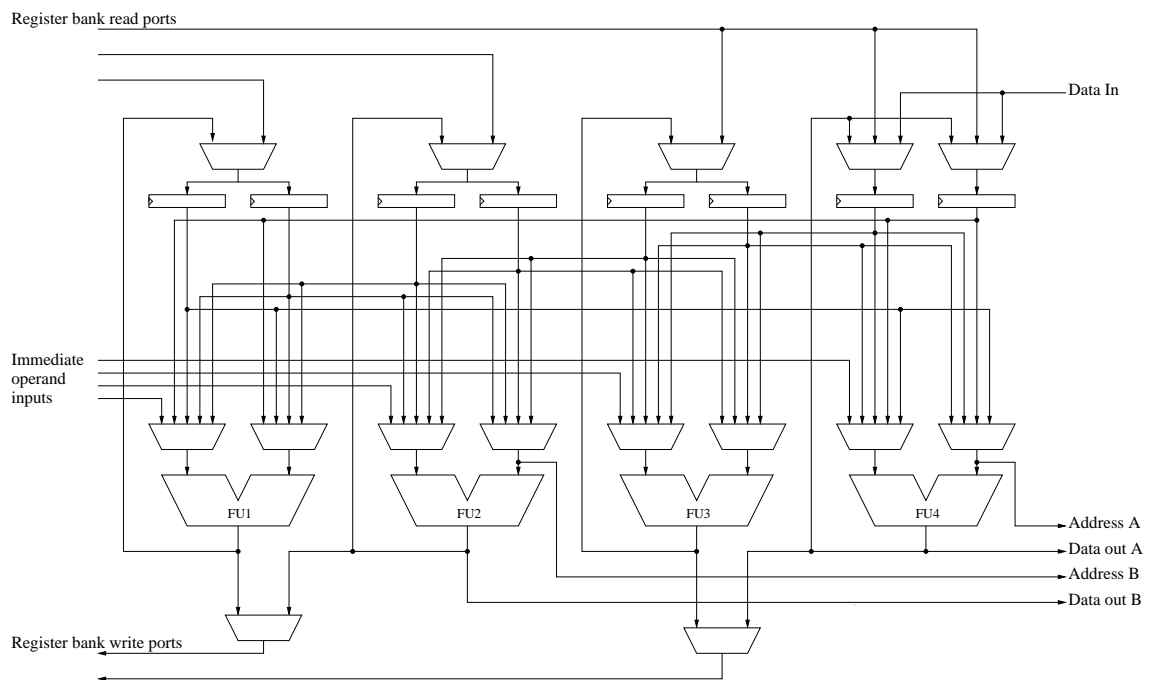 Register bank read ports
Data In
Immediate
operand
inputs
FU1
FU2
FU3
FU4
Address A
Data out A
Address B
Data out B
Register bank write ports